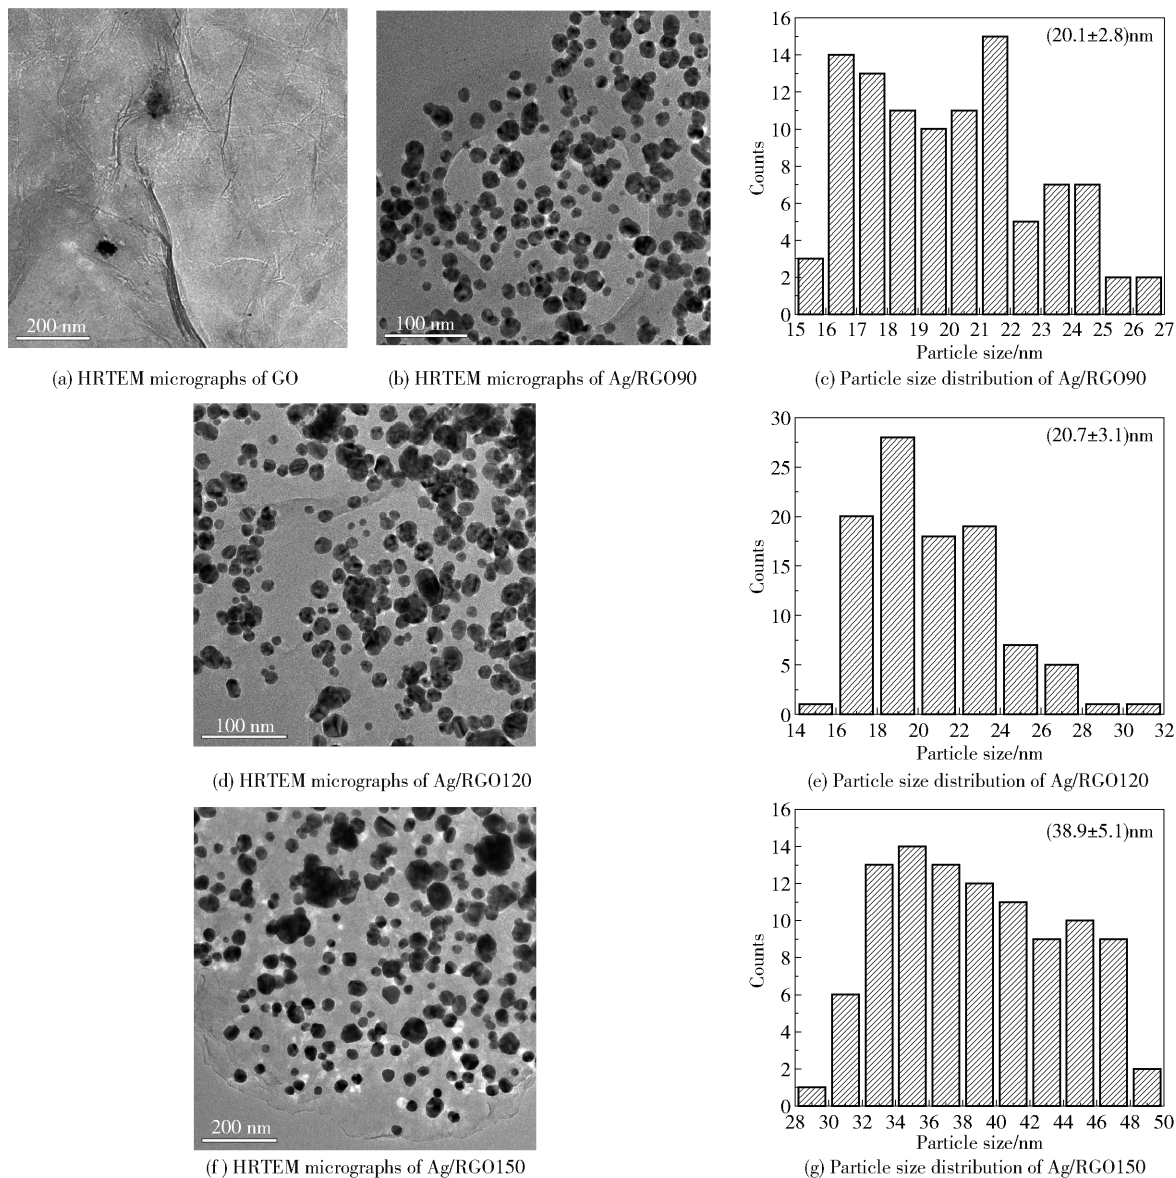 200 nm
(a) HRTEM micrographs of GO
100 nm
(b) HRTEM micrographs of Ag/RGO90
(20.1±2.8)nm
16
14
12
10
8
6
4
2
0
Counts
15 16 17 18 19 20 21 22 23 24 25 26 27
Particle size/nm
(c) Particle size distribution of Ag/RGO90
100 nm
(d) HRTEM micrographs of Ag/RGO120
(20.7±3.1)nm
30
25
20
15
10
5
0
Counts
14 16 18 20 22 24 26 28 30 32
Particle size/nm
(e) Particle size distribution of Ag/RGO120
200 nm
(f) HRTEM micrographs of Ag/RGO150
(38.9±5.1)nm
16
14
12
10
8
6
4
2
0
Counts
28 30 32 34 36 38 40 42 44 46 48 50
Particle size/nm
(g) Particle size distribution of Ag/RGO150